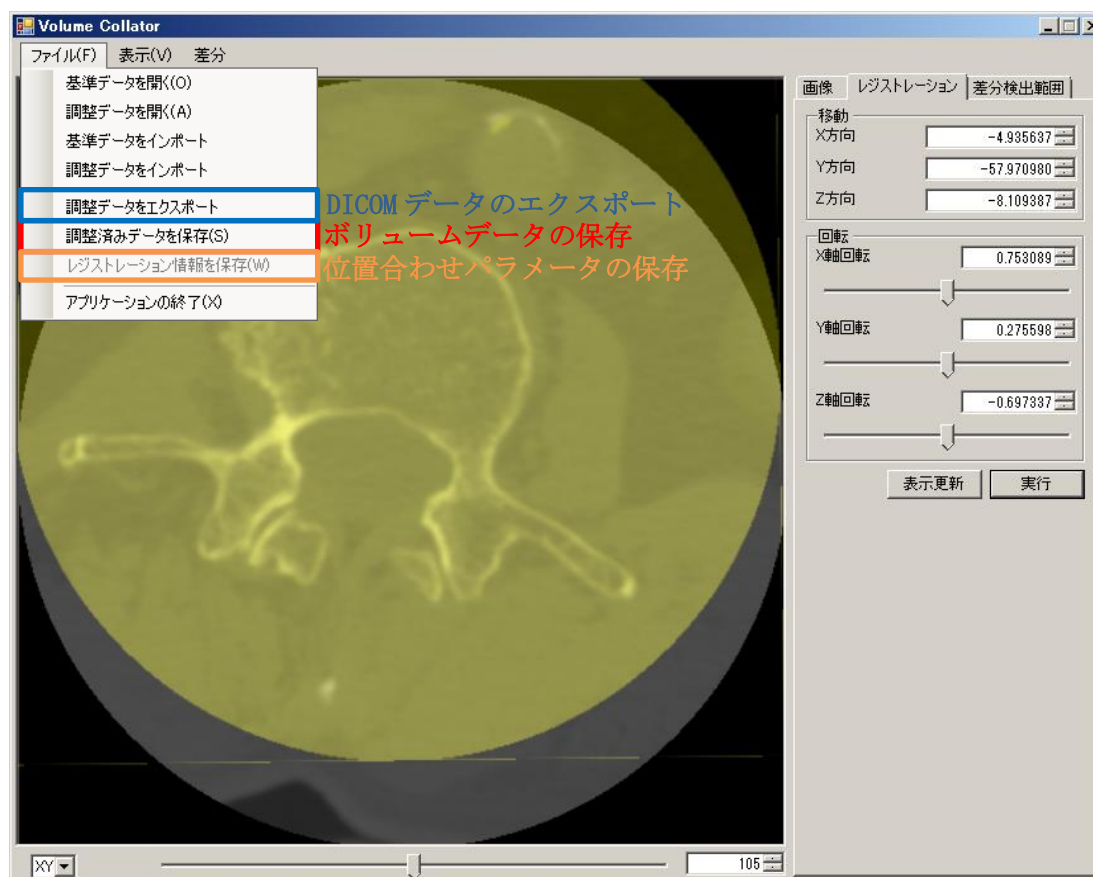 Volume Collator
ファイル(F) 表示(V) 差分
基準データを開く(O)
調整データを開く(A)
基準データをインポート
調整データをインポート
調整データをエクスポート
DICOM データのエクスポート
調整済みデータを保存(S)
ボリュームデータの保存
レジストレーション情報を保存(W)
位置合わせパラメータの保存
アプリケーションの終了(X)
画像 レジストレーション 差分検出範囲
移動
X方向 -4.935637
Y方向 -57.970980
Z方向 -8.109387
回転
X軸回転 0.753089
Y軸回転 0.275598
Z軸回転 -0.697337
表示更新 実行
XY 105